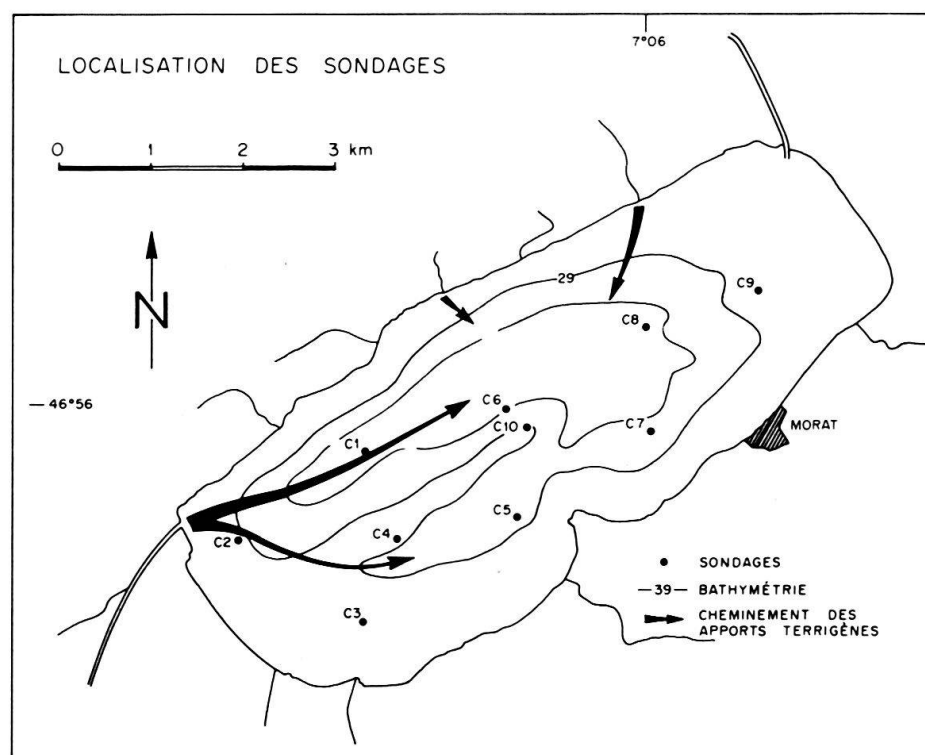 7°06
LOCALISATION DES SONDAGES
0 1 2 3 km
29
C9
N
C8
46°56
C6
C10
C7
MORAT
C1
C5
C2
C4
SONDAGES
—39— BATHYMÉTRIE
C3
CHEMINEMENT DES
APPORTS TERRIGÈNES